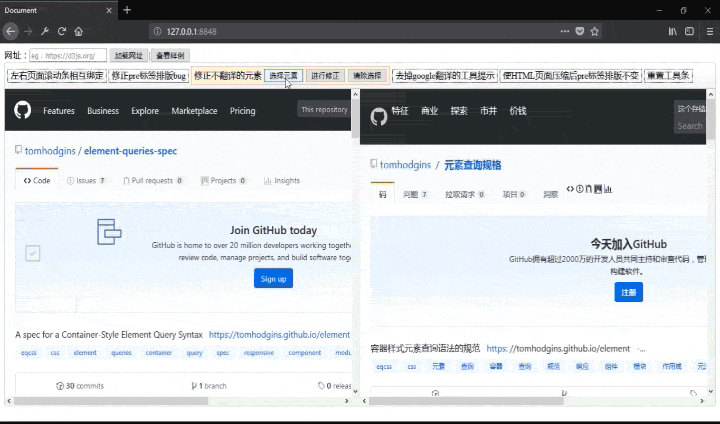 Document
127.0.0.1:8848
网址： eg：https://d3js.org/ 加载网址 查看样例
左右页面滚动条相互绑定 修正pre标签排版bug 修正不翻译的元素 选择元素 进行修正 清除选择 去掉google翻译的工具提示 使HTML页面压缩后pre标签排版不变 重置工具条
Features Business Explore Marketplace Pricing This repository
tomhodgins / element-queries-spec
Code Issues 7 Pull requests 0 Projects 0 Insights
Join GitHub today
GitHub is home to over 20 million developers working togethe
review code, manage projects, and build software toge
Sign up
A spec for a Container-Style Element Query Syntax https://tomhodgins.github.io/element
eqcss css element queries container query spec responsive component modu
30 commits 1 branch 0 releas
特征 商业 探索 市井 价钱 这个存储
Search
tomhodgins / 元素查询规格
码 问题 7 拉取请求 0 项目 0 洞察
今天加入GitHub
GitHub拥有超过2000万的开发人员共同主持和审查代码，管
构建软件。
注册
容器样式元素查询语法的规范 https: //tomhodgins.github.io/element -...
eqcss css 元素 查询 容器 查询 规范 响应 组件 模块 作用域 元